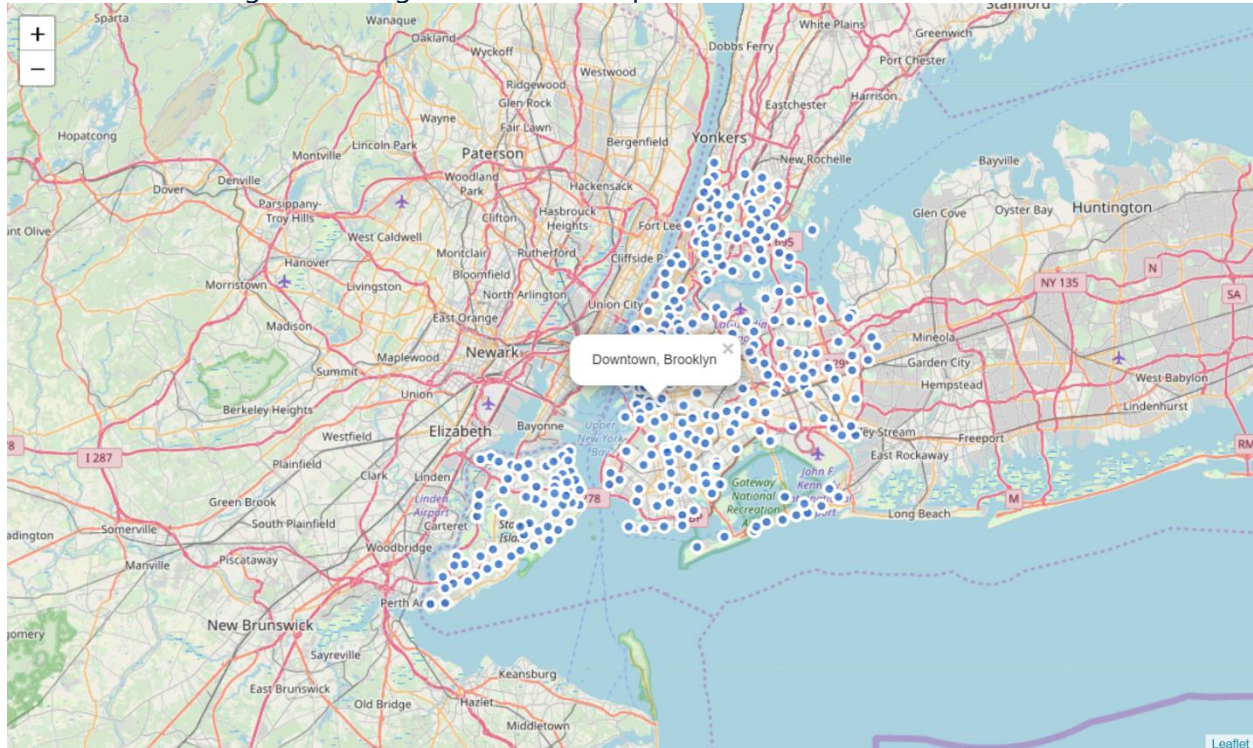 Sparta
Wanaque
Oakland
Wyckoff
White Plains
Stamford
Greenwich
Dobbs Ferry
Port Chester
Westwood
Ridgewood
Glen Rock
Eastchester
Harrison
Hopatcong
Wayne
Fair Lawn
Bergenfield
Yonkers
Lincoln Park
Montville
Paterson
New Rochelle
Bayville
Denville
Dover
Woodland
Park
Hackensack
Parsippany-
Troy Hills
Clifton
Hasbrouck
Heights
Fort Lee
Glen Cove
Oyster Bay
Huntington
West Caldwell
Montclair
Rutherford
Cliffside P
Hanover
Bloomfield
Morristown
Livingston
North Arlington
Union City
NY 135
N
SA
East Orange
Madison
Maplewood
Newark
Downtown, Brooklyn
×
Mineola
Garden City
Summit
Union
Hempstead
West Babylon
Berkeley Heights
Elizabeth
Bayonne
Upper
New York
Bay
Lindenhurst
Westfield
Freeport
RM
I 287
Plainfield
Clark
Linden
East Rockaway
Linden
Airport
Gateway
National
Recreation
John F.
M
Long Beach
Green Brook
South Plainfield
Carteret
Somerville
Woodbridge
Manville
Piscataway
Perth Am
New Brunswick
Sayreville
East Brunswick
Old Bridge
Keansburg
Hazlet
Middletown
+
−
Leaflet